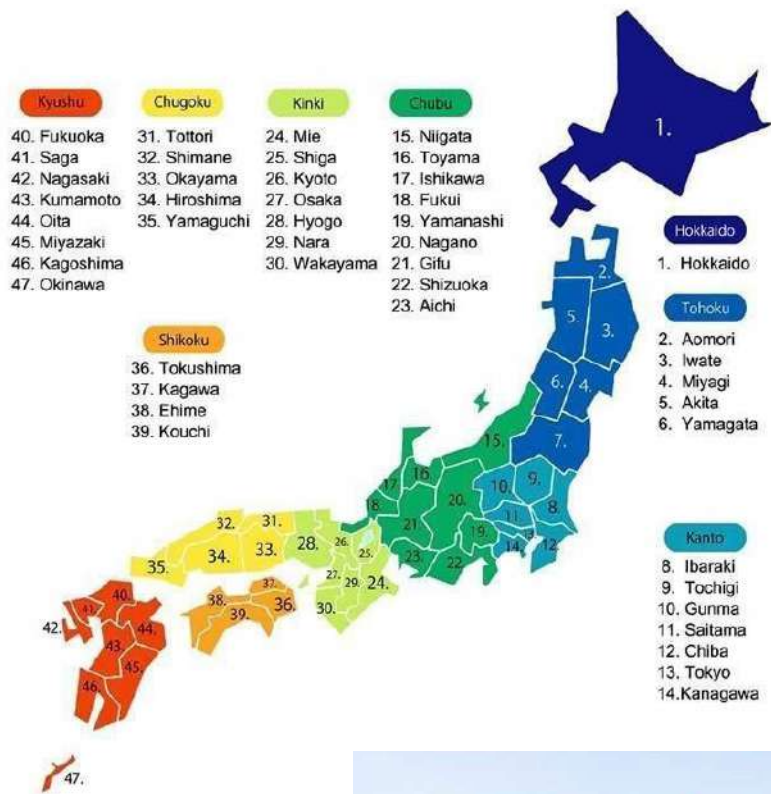 Kyushu
40. Fukuoka
41. Saga
42. Nagasaki
43. Kumamoto
44. Oita
45. Miyazaki
46. Kagoshima
47. Okinawa
Chugoku
31. Tottori
32. Shimane
33. Okayama
34. Hiroshima
35. Yamaguchi
Kinki
24. Mie
25. Shiga
26. Kyoto
27. Osaka
28. Hyogo
29. Nara
30. Wakayama
Chubu
15. Niigata
16. Toyama
17. Ishikawa
18. Fukui
19. Yamanashi
20. Nagano
21. Gifu
22. Shizuoka
23. Aichi
Shikoku
36. Tokushima
37. Kagawa
38. Ehime
39. Kouchi
Hokkaido
1. Hokkaido
Tohoku
2. Aomori
3. Iwate
4. Miyagi
5. Akita
6. Yamagata
Kanto
8. Ibaraki
9. Tochigi
10. Gunma
11. Saitama
12. Chiba
13. Tokyo
14.Kanagawa
1.
2.
5.
3.
6.
4.
7.
15.
16.
17.
18.
10.
9.
8.
11.
13.
14.
12.
20.
21.
19.
23.
22.
32.
31.
35.
34.
33.
28.
26.
25.
27.
29.
24.
30.
37.
38.
36.
39.
40.
41.
42.
44.
43.
45.
46.
47.